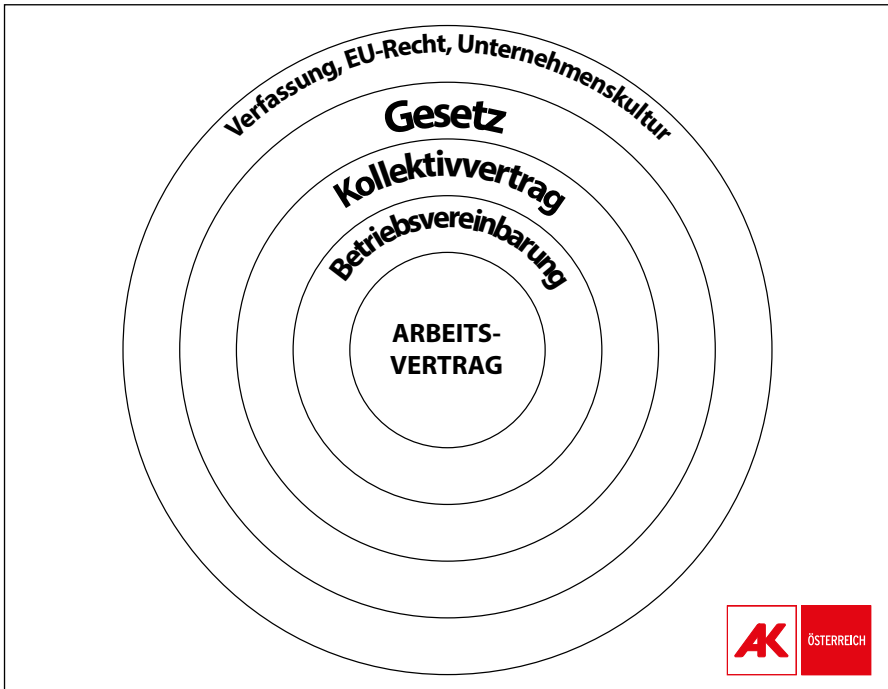 Verfassung, EU-Recht, Unternehmenskultur
Gesetz
Kollektivvertrag
Betriebsvereinbarung
ARBEITS-
VERTRAG
AK
ÖSTERREICH